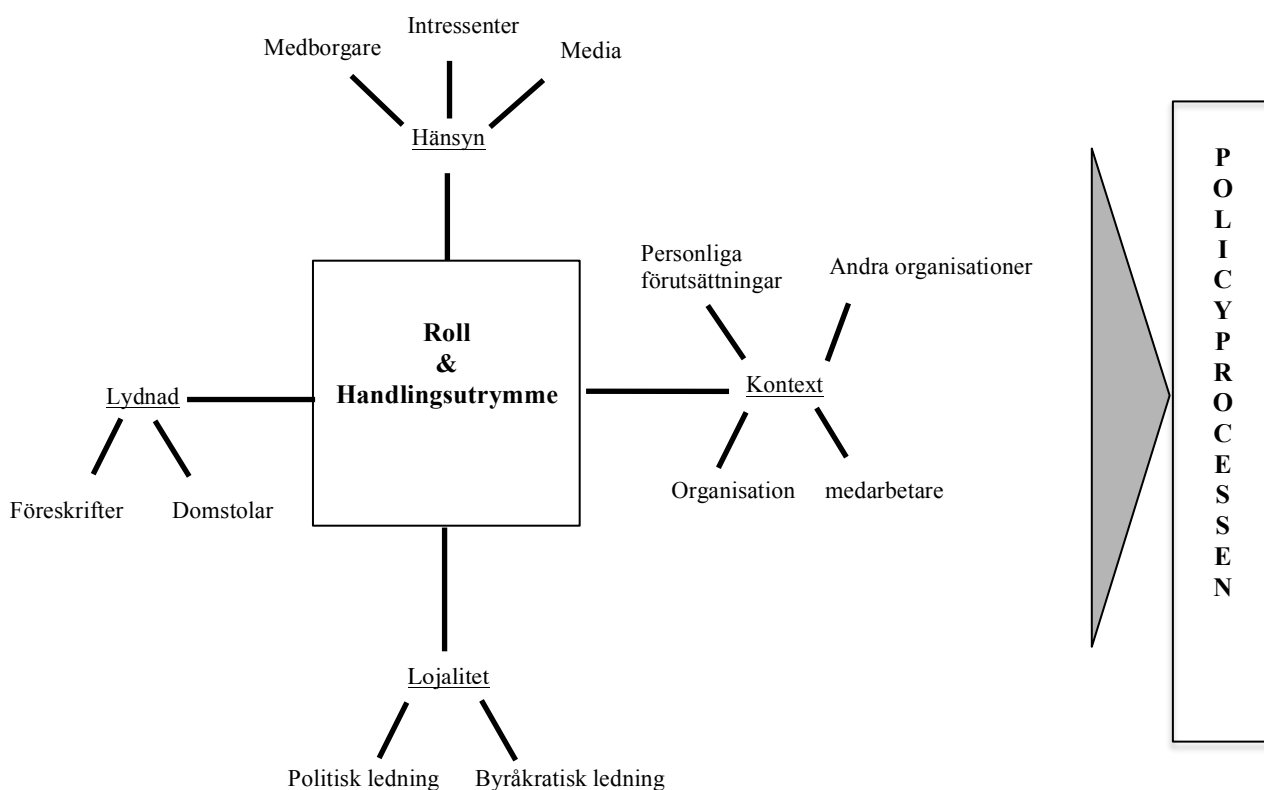 Intressenter
Medborgare
Media
Hänsyn
Personliga
förutsättningar
Andra organisationer
Roll
&
Handlingsutrymme
Lydnad
Kontext
Föreskrifter
Domstolar
Organisation
medarbetare
Lojalitet
Politisk ledning
Byråkratisk ledning
P
O
L
I
C
Y
P
R
O
C
E
S
S
E
N